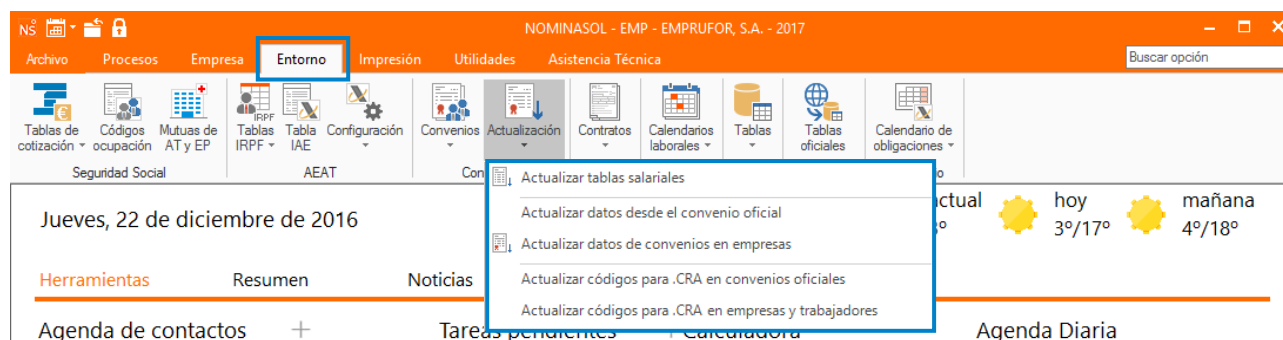 NS
NOMINASOL - EMP - EMPRUFOR, S.A. - 2017
Archivo Procesos Empresa Entorno Impresión Utilidades Asistencia Técnica Buscar opción
IRPF
Tablas de cotización
Códigos ocupación
Mutuas de AT y EP
Tablas IRPF
Tabla IAE
Configuración
Convenios
Actualización
Contratos
Calendarios laborales
Tablas
Tablas oficiales
Calendario de obligaciones
Seguridad Social AEAT Con o
Actualizar tablas salariales
Actualizar datos desde el convenio oficial
Actualizar datos de convenios en empresas
Actualizar códigos para .CRA en convenios oficiales
Actualizar códigos para .CRA en empresas y trabajadores
Jueves, 22 de diciembre de 2016
ctual hoy mañana
3º/17º 4º/18º
Herramientas Resumen Noticias
Agenda de contactos + Tareas pendientes + Calculadora Agenda Diaria